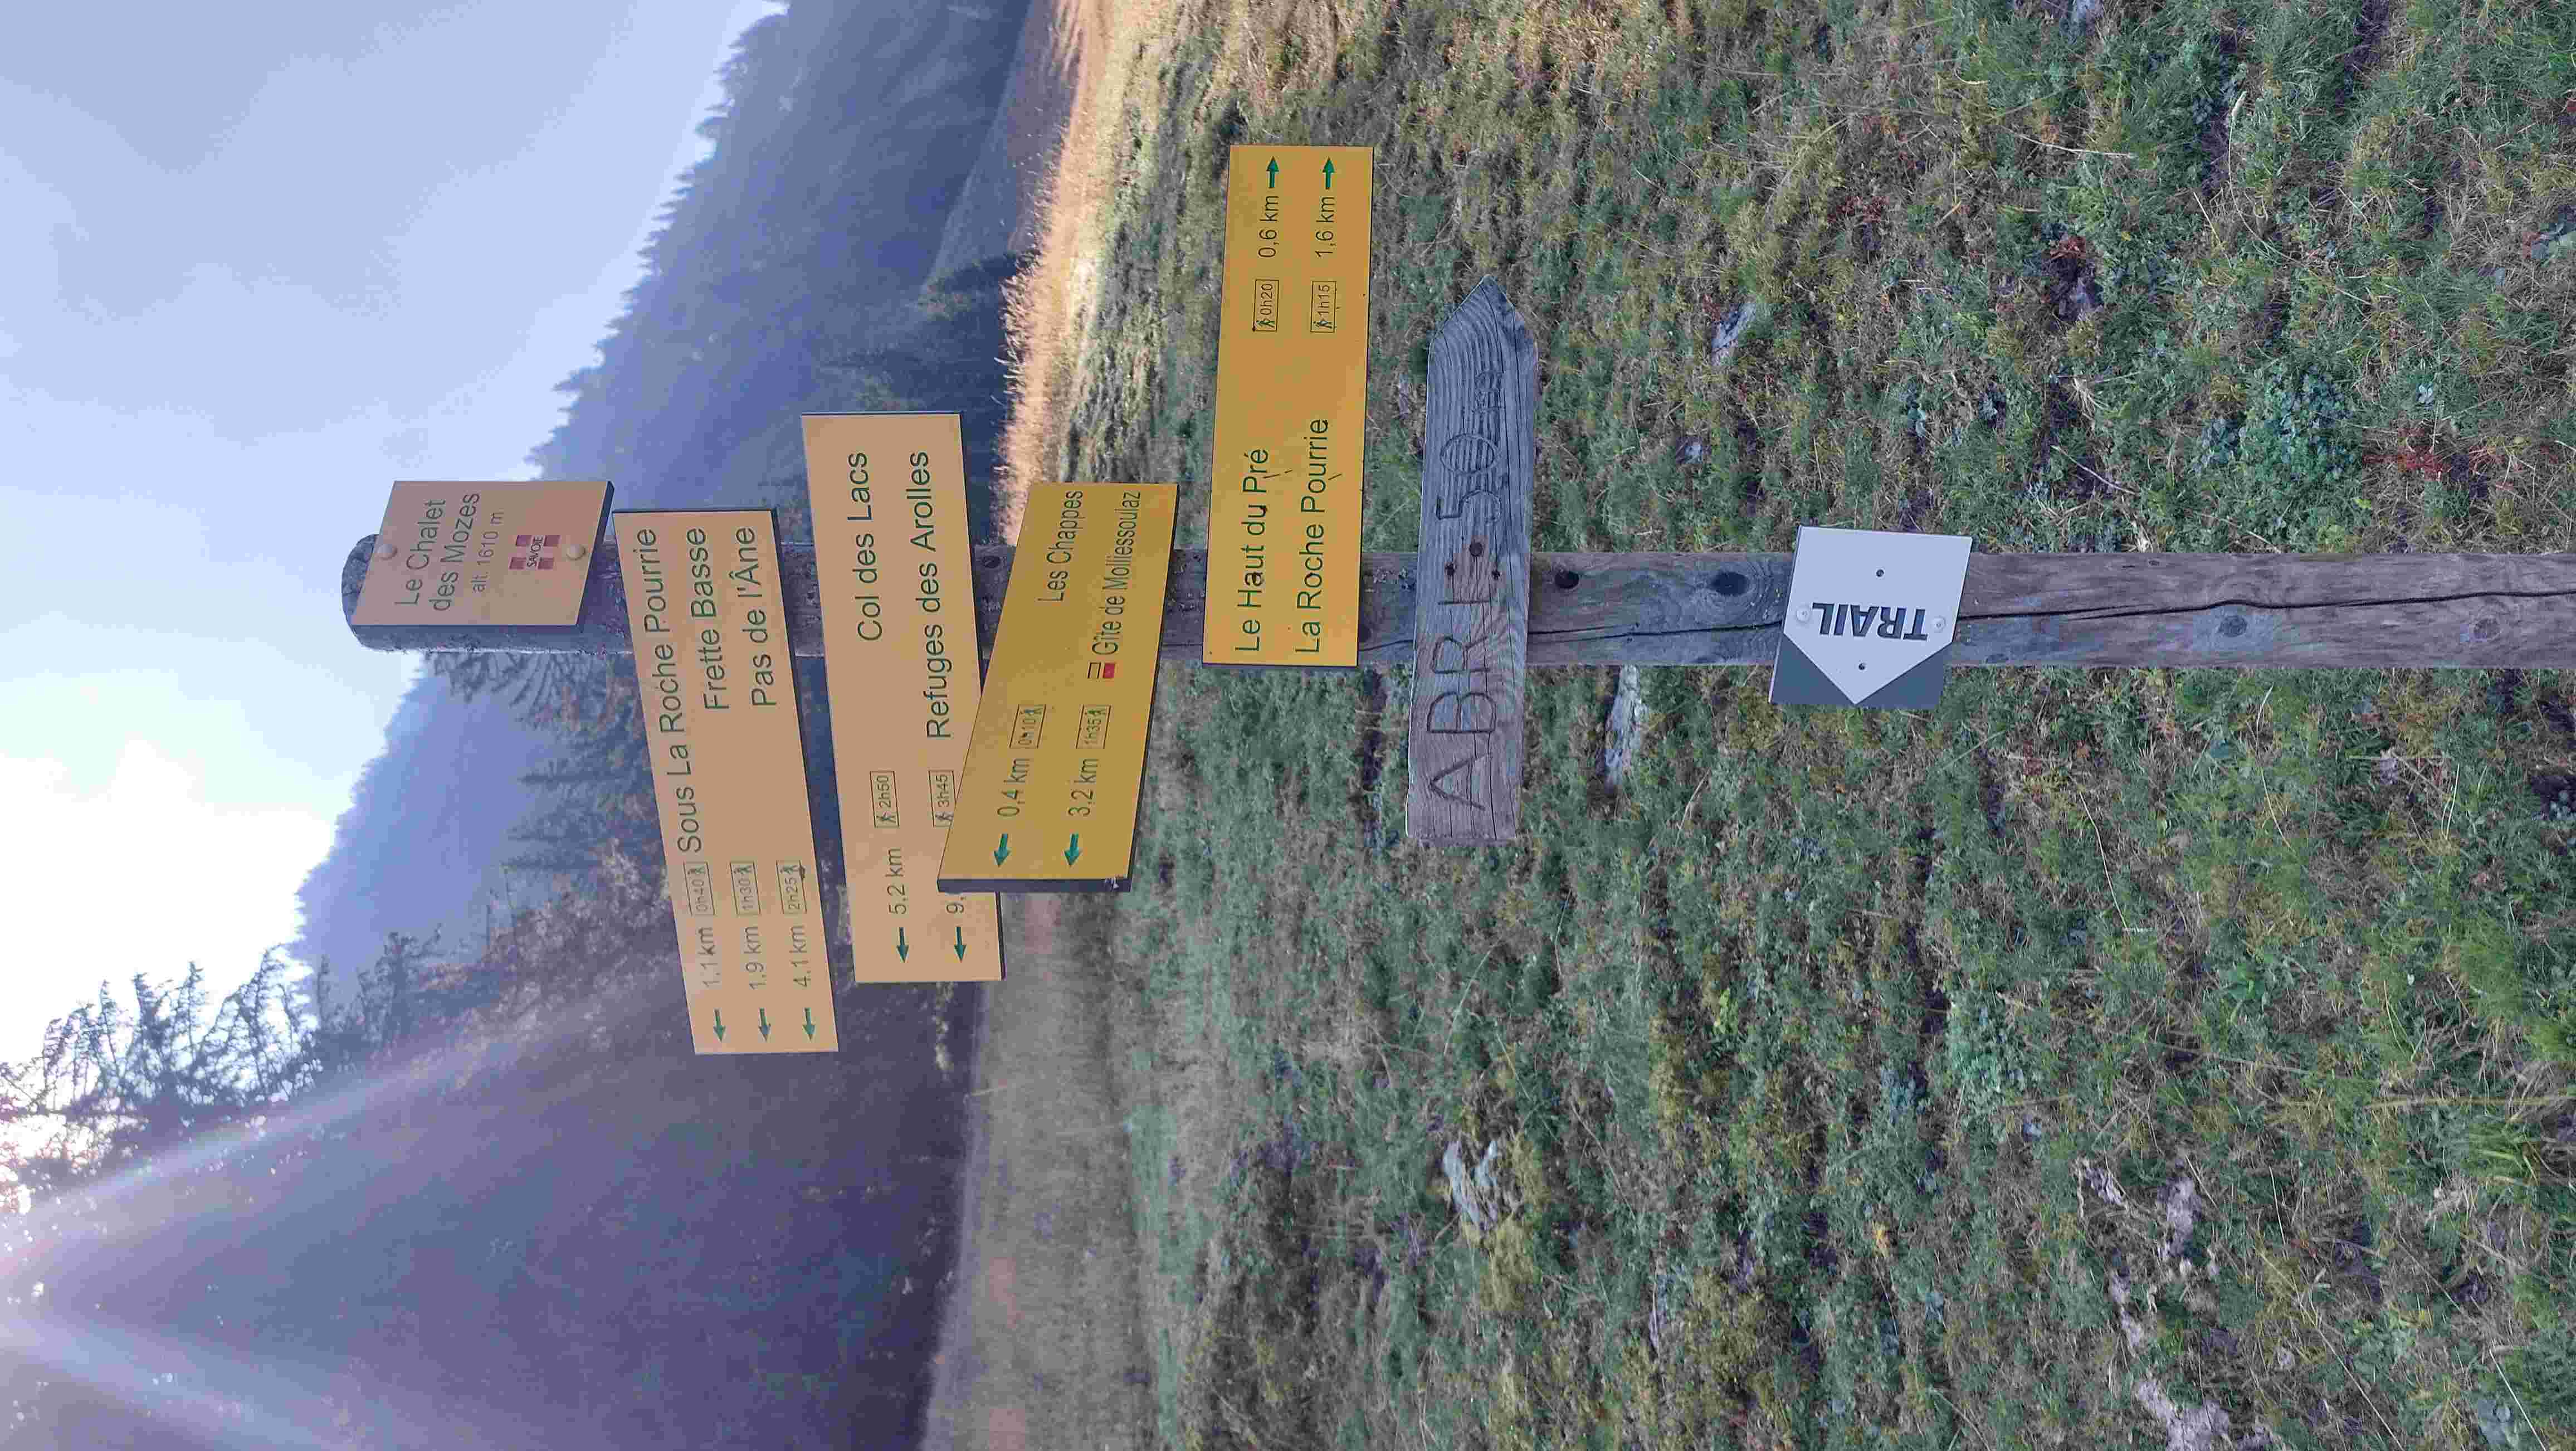 Le Chalet
des Mozes
alt. 1610 m
SAVOIE
1,1 km 0h40 Sous La Roche Pourrie
1,9 km 1h30 Frette Basse
4,1 km 2h25 Pas de l'Âne
5,2 km 2h50 Col des Lacs
9, 3h45 Refuges des Arolles
0,4 km 0h10 Les Chappes
3,2 km 1h35 Gîte de Molliessoulaz
Le Haut du Pré 0h20 0,6 km
La Roche Pourrie 1h15 1,6 km
ABRI 50 m
TRAIL